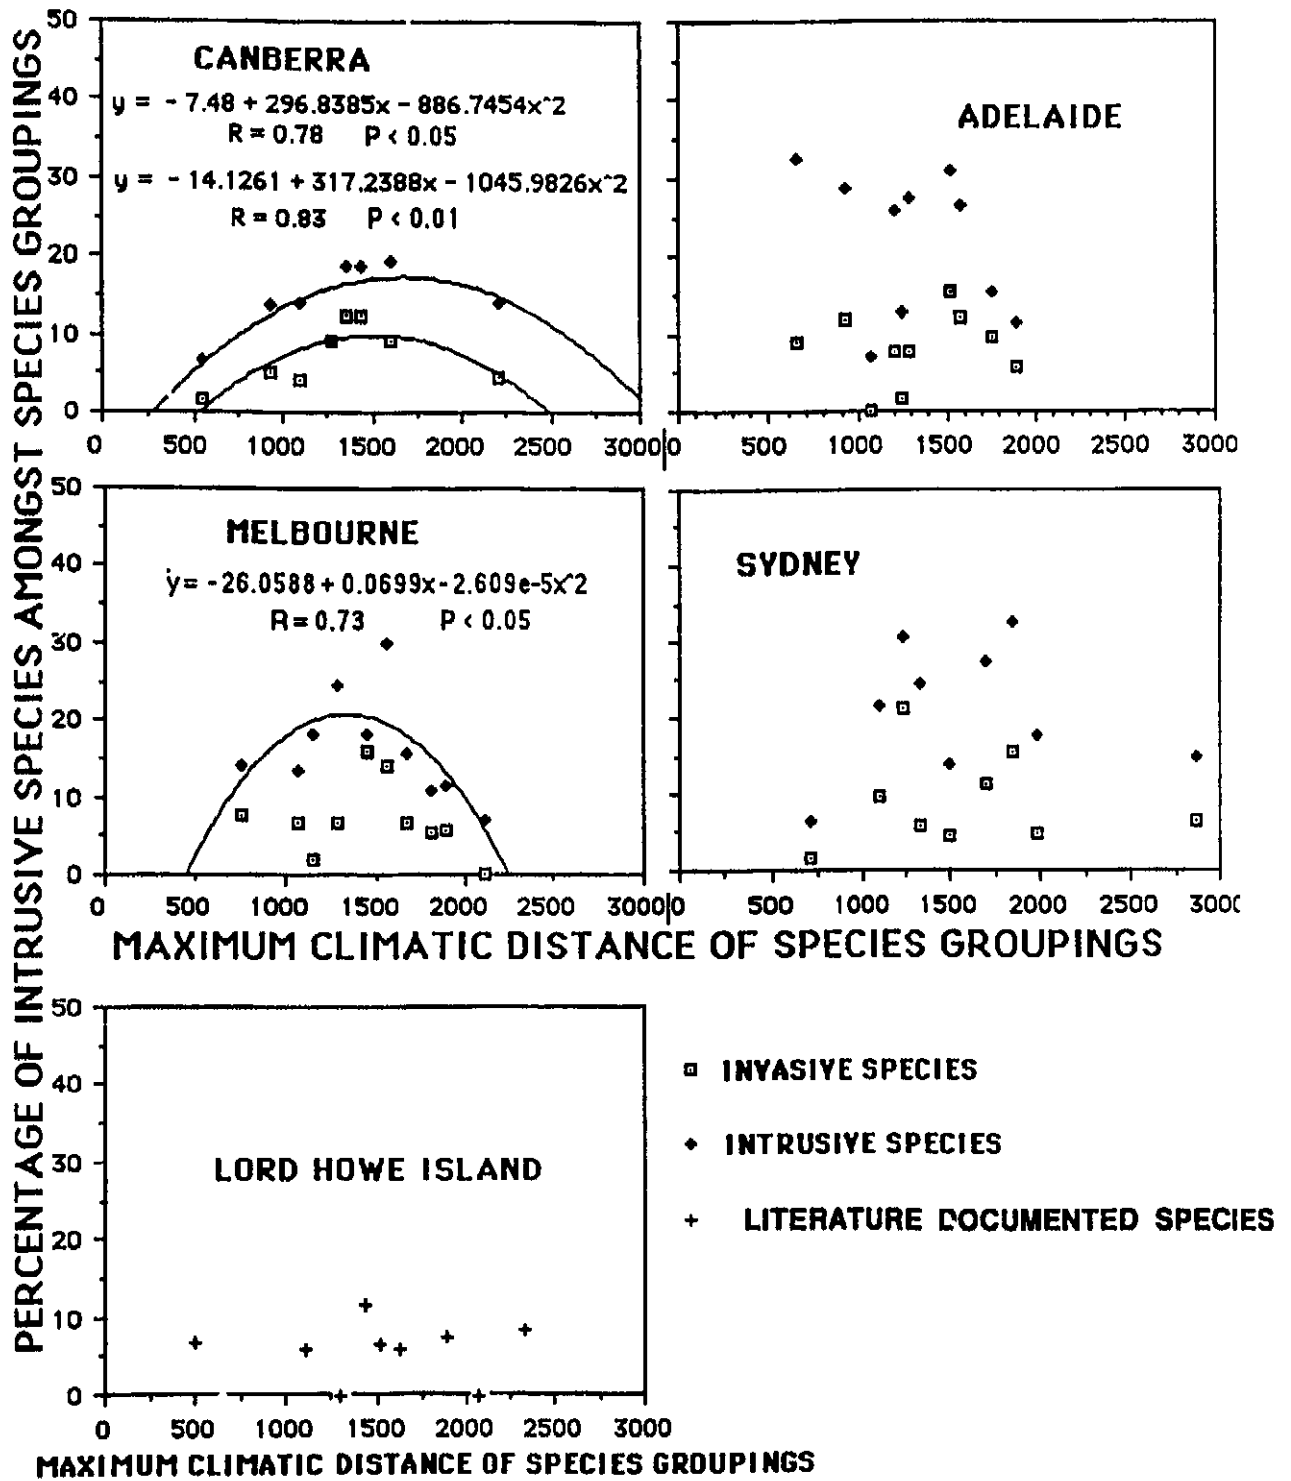 PERCENTAGE OF INTRUSIVE SPECIES AMONGST SPECIES GROUPINGS
50
40
30
20
10
0
CANBERRA
y = - 7.48 + 296.8385x - 886.7454x^2
R = 0.78 P < 0.05
y = - 14.1261 + 317.2388x - 1045.9826x^2
R = 0.83 P < 0.01
0 500 1000 1500 2000 2500 3000
ADELAIDE
0 500 1000 1500 2000 2500 3000
50
40
30
20
10
0
MELBOURNE
y = -26.0588 + 0.0699x - 2.609e-5x^2
R = 0.73 P < 0.05
0 500 1000 1500 2000 2500 3000
SYDNEY
0 500 1000 1500 2000 2500 3000
MAXIMUM CLIMATIC DISTANCE OF SPECIES GROUPINGS
50
40
30
20
10
0
LORD HOWE ISLAND
0 500 1000 1500 2000 2500 3000
MAXIMUM CLIMATIC DISTANCE OF SPECIES GROUPINGS
INVASIVE SPECIES
INTRUSIVE SPECIES
LITERATURE DOCUMENTED SPECIES